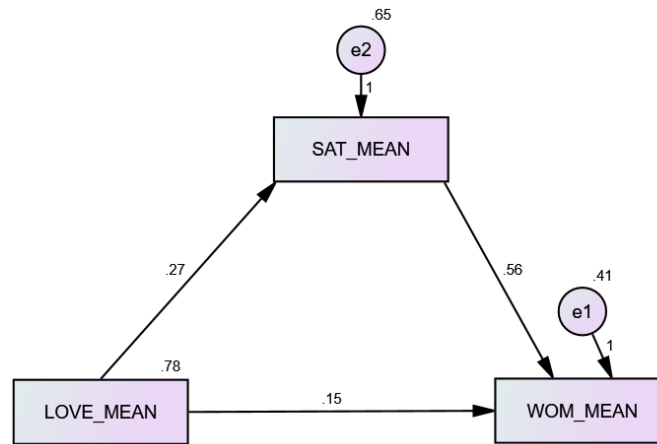 .65
e2
1
SAT_MEAN
.27
.56
.41
e1
1
.78
LOVE_MEAN
.15
WOM_MEAN